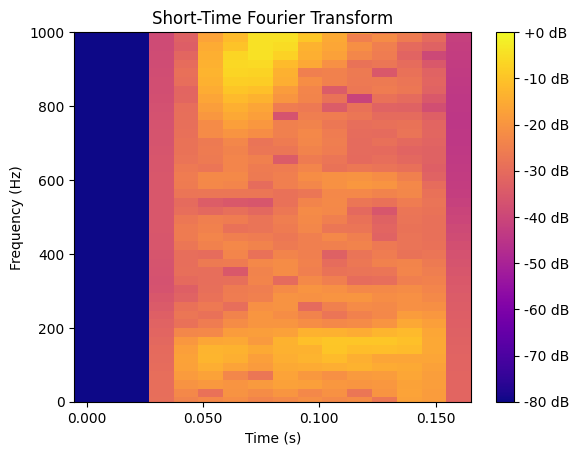 Short-Time Fourier Transform
1000
800
600
400
200
0
Frequency (Hz)
0.000
0.050
0.100
0.150
Time (s)
+0 dB
-10 dB
-20 dB
-30 dB
-40 dB
-50 dB
-60 dB
-70 dB
-80 dB